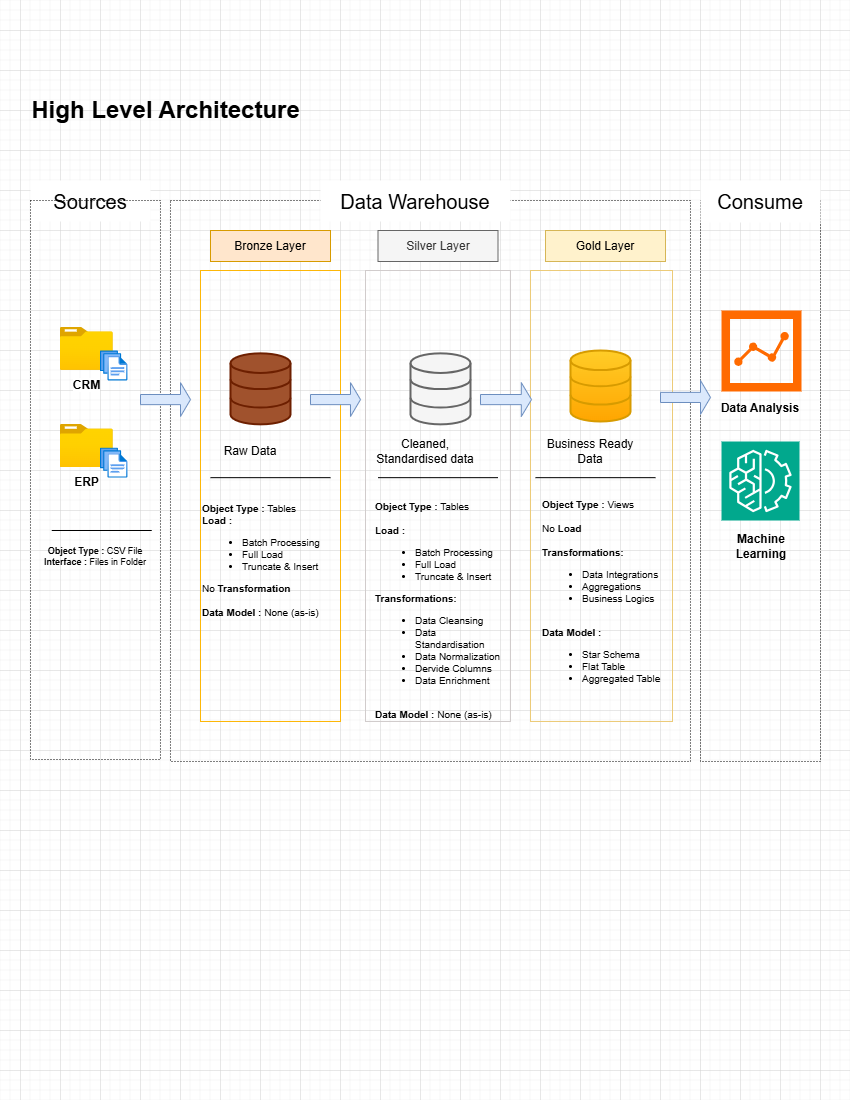 High Level Architecture
Sources
Data Warehouse
Consume
Bronze Layer
Silver Layer
Gold Layer
CRM
ERP
Object Type : CSV File
Interface : Files in Folder
Raw Data
Object Type : Tables
Load :
Batch Processing
Full Load
Truncate & Insert
No Transformation
Data Model : None (as-is)
Cleaned,
Standardised data
Object Type : Tables
Load :
Batch Processing
Full Load
Truncate & Insert
Transformations:
Data Cleansing
Data
Standardisation
Data Normalization
Dervide Columns
Data Enrichment
Data Model : None (as-is)
Business Ready
Data
Object Type : Views
No Load
Transformations:
Data Integrations
Aggregations
Business Logics
Data Model :
Star Schema
Flat Table
Aggregated Table
Data Analysis
Machine
Learning